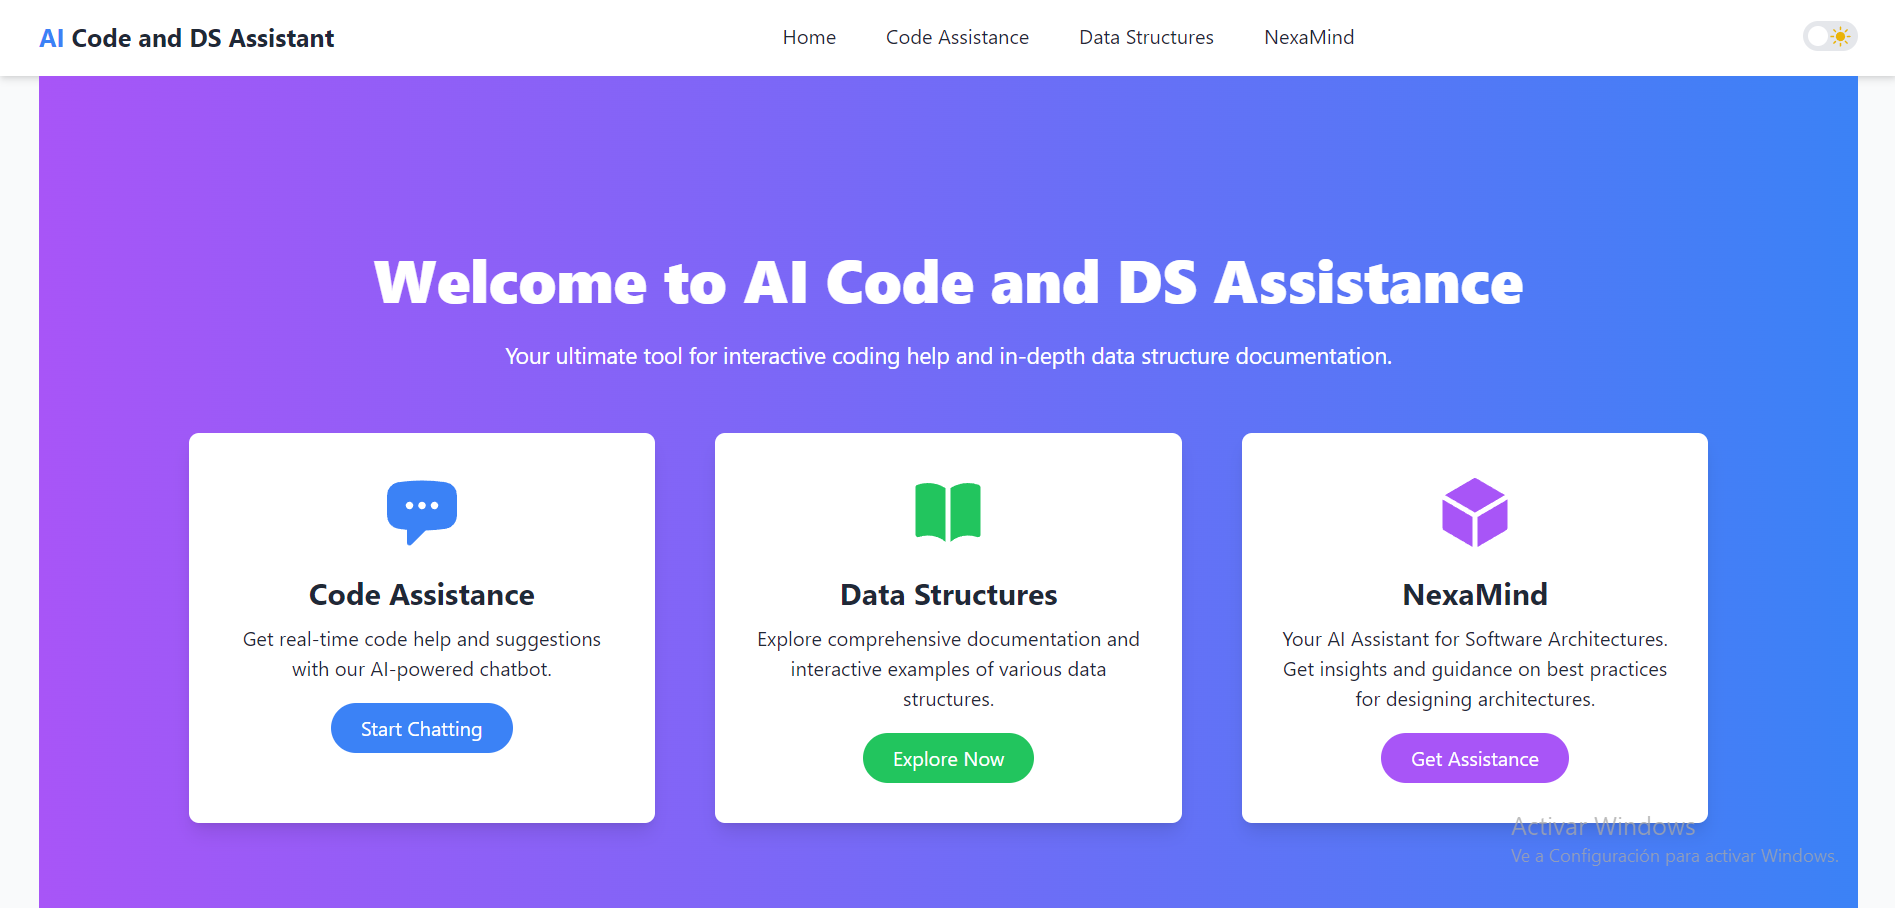 AI Code and DS Assistant
Home
Code Assistance
Data Structures
NexaMind
Welcome to AI Code and DS Assistance
Your ultimate tool for interactive coding help and in-depth data structure documentation.
Code Assistance
Get real-time code help and suggestions
with our AI-powered chatbot.
Start Chatting
Data Structures
Explore comprehensive documentation and
interactive examples of various data
structures.
Explore Now
NexaMind
Your AI Assistant for Software Architectures.
Get insights and guidance on best practices
for designing architectures.
Get Assistance
Activar Windows
Ve a Configuración para activar Windows.